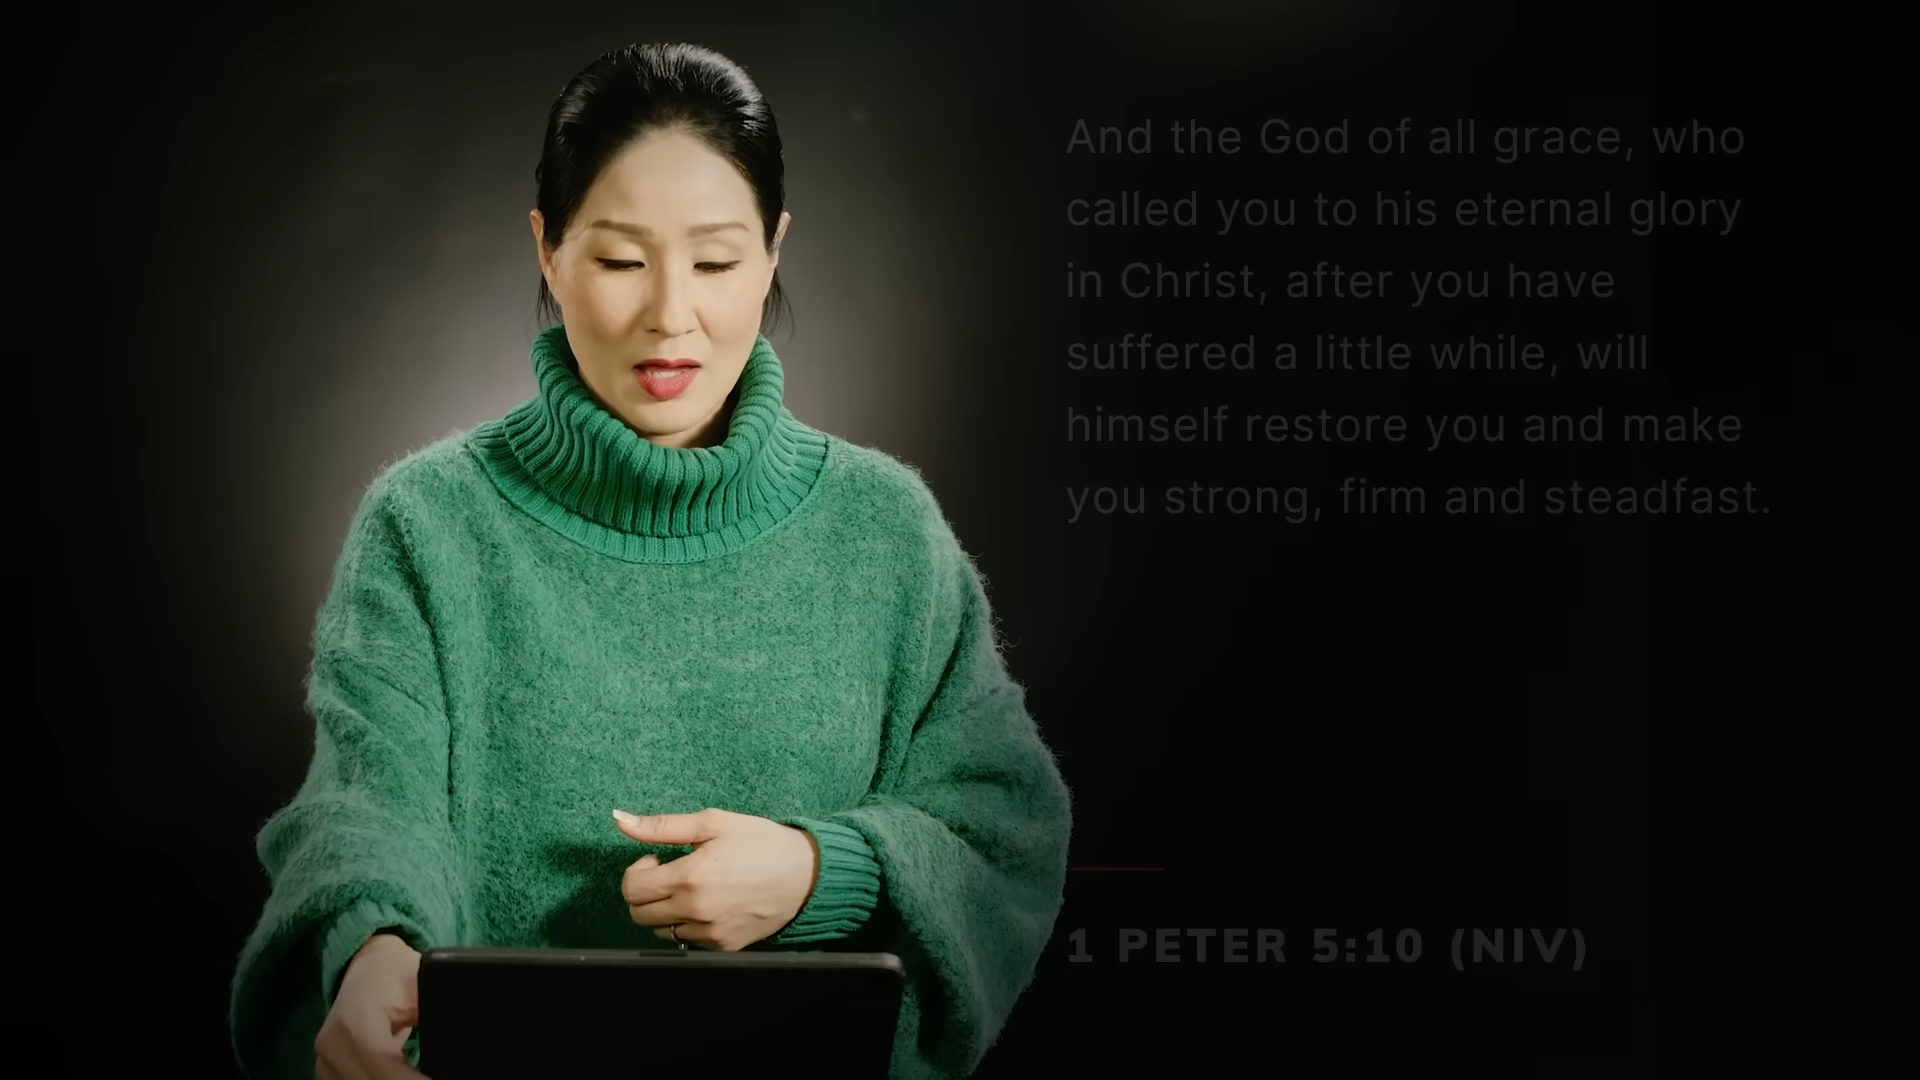 And the God of all grace, who
called you to his eternal glory
in Christ, after you have
suffered a little while, will
himself restore you and make
you strong, firm and steadfast.
1 PETER 5:10 (NIV)